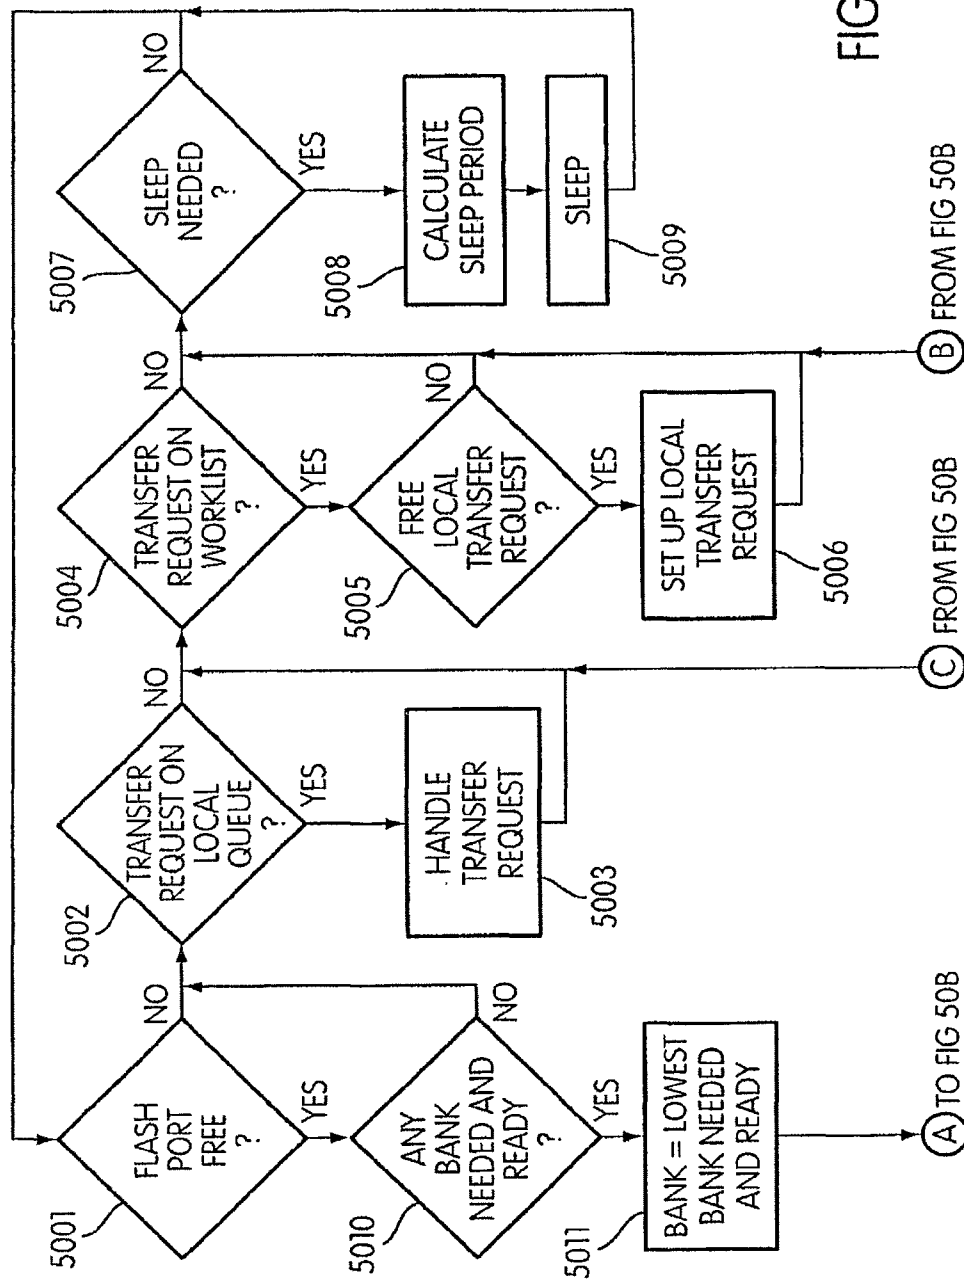 5001
FLASH
PORT
FREE
?
NO
YES
5010
ANY
BANK
NEEDED AND
READY
?
NO
YES
5011
BANK = LOWEST
BANK NEEDED
AND READY
A TO FIG 50B
5002
TRANSFER
REQUEST ON
LOCAL
QUEUE
?
NO
YES
HANDLE
TRANSFER
REQUEST
5003
C FROM FIG 50B
5004
TRANSFER
REQUEST ON
WORKLIST
?
NO
YES
5005
FREE
LOCAL
TRANSFER
REQUEST
?
NO
YES
SET UP LOCAL
TRANSFER
REQUEST
5006
B FROM FIG 50B
5007
SLEEP
NEEDED
?
NO
YES
5008
CALCULATE
SLEEP PERIOD
SLEEP
5009
FIG